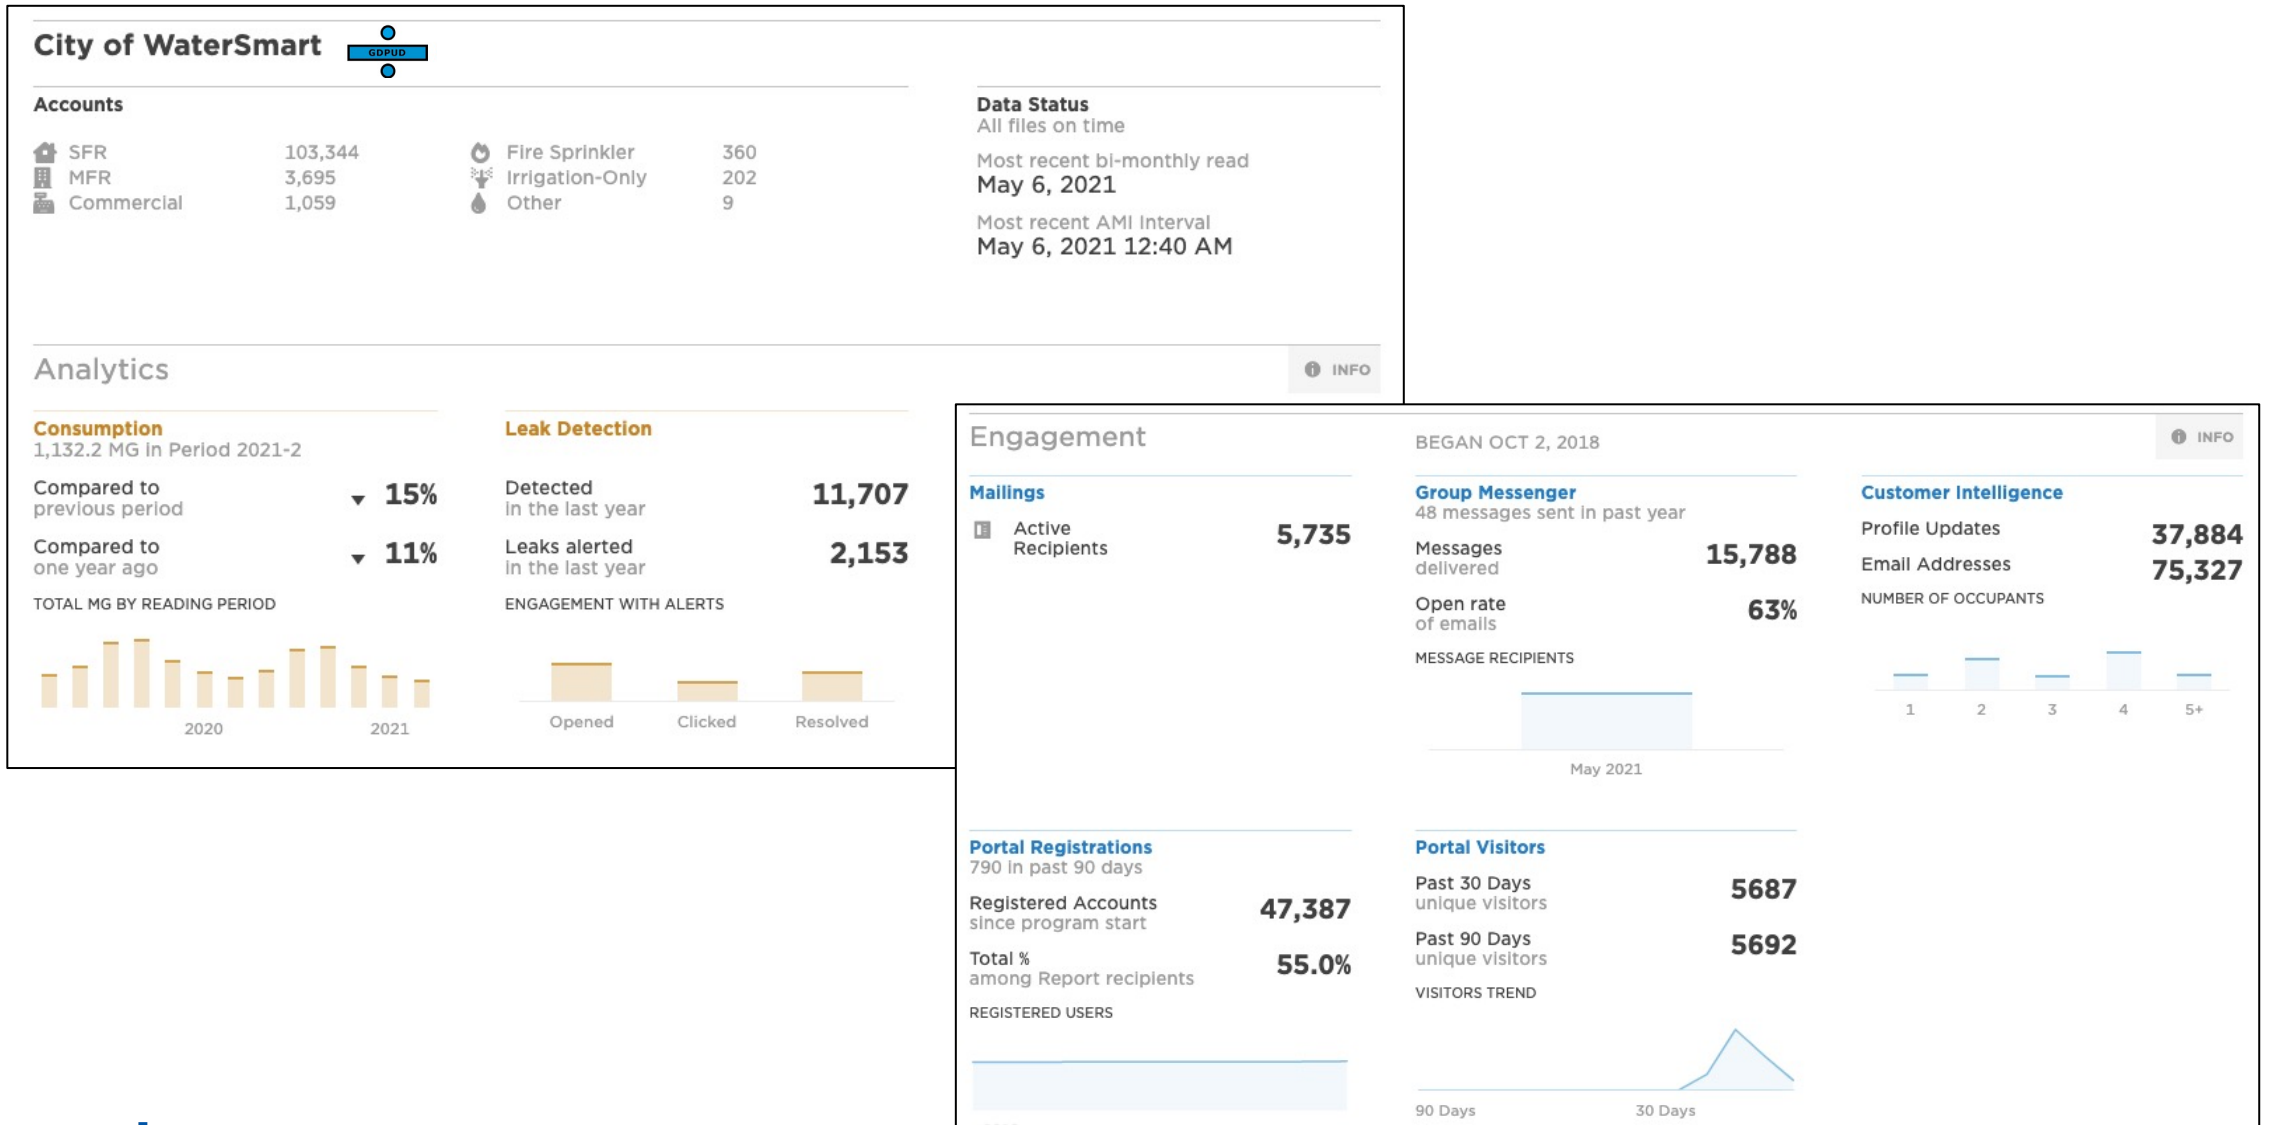 City of WaterSmart
GDPUD
Accounts
SFR 103,344
MFR 3,695
Commercial 1,059
Fire Sprinkler 360
Irrigation-Only 202
Other 9
Data Status
All files on time
Most recent bi-monthly read
May 6, 2021
Most recent AMI Interval
May 6, 2021 12:40 AM
Analytics
INFO
Consumption
1,132.2 MG in Period 2021-2
Compared to
previous period
15%
Compared to
one year ago
11%
TOTAL MG BY READING PERIOD
2020 2021
Leak Detection
Detected
in the last year
11,707
Leaks alerted
in the last year
2,153
ENGAGEMENT WITH ALERTS
Opened Clicked Resolved
Engagement
BEGAN OCT 2, 2018
INFO
Mailings
Active
Recipients
5,735
Group Messenger
48 messages sent in past year
Messages
delivered
15,788
Open rate
of emails
63%
MESSAGE RECIPIENTS
May 2021
Customer Intelligence
Profile Updates 37,884
Email Addresses 75,327
NUMBER OF OCCUPANTS
1 2 3 4 5+
Portal Registrations
790 in past 90 days
Registered Accounts
since program start
47,387
Total %
among Report recipients
55.0%
REGISTERED USERS
Portal Visitors
Past 30 Days
unique visitors
5687
Past 90 Days
unique visitors
5692
VISITORS TREND
90 Days 30 Days